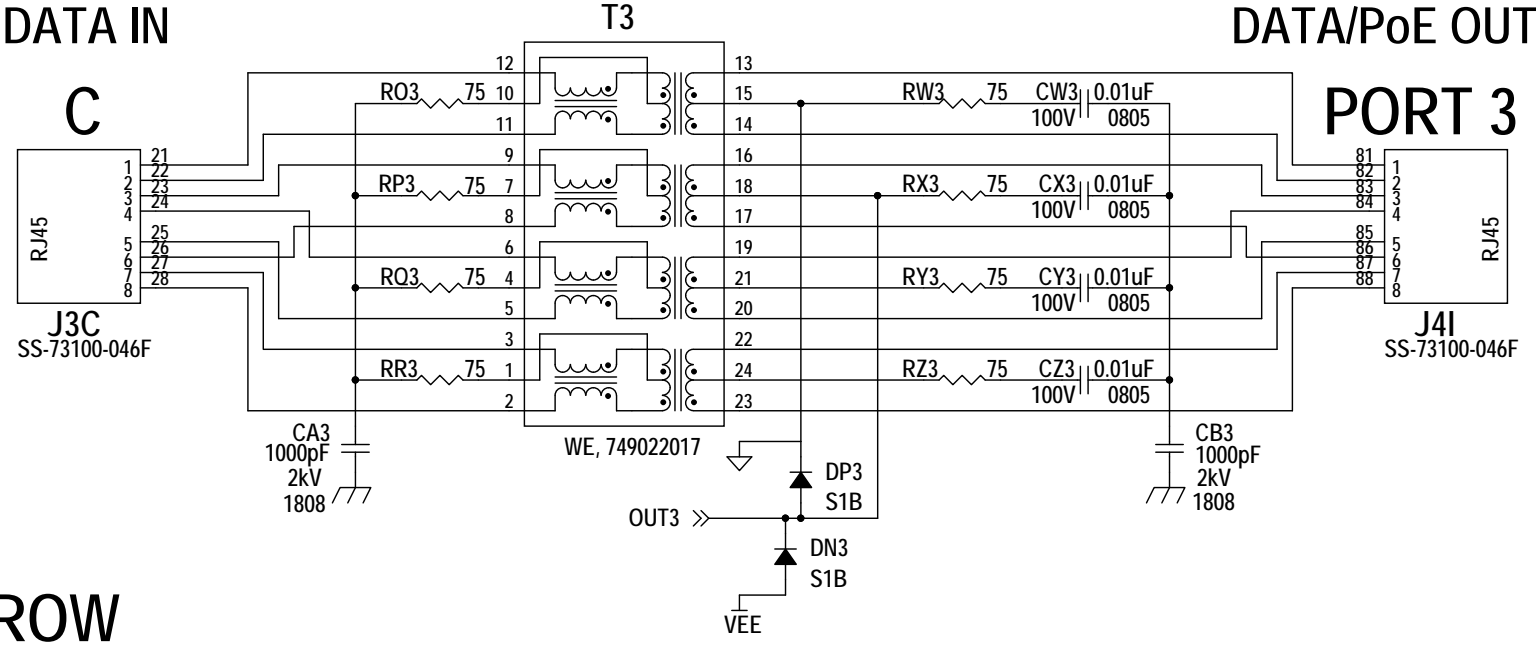 DATA IN
T3
DATA/PoE OUT
C
PORT 3
12
10
11
RO3 75
13
15
14
RW3 75 CW3 0.01uF
100V 0805
9
7
8
RP3 75
16
18
17
RX3 75 CX3 0.01uF
100V 0805
6
4
5
RQ3 75
19
21
20
RY3 75 CY3 0.01uF
100V 0805
3
1
2
RR3 75
22
24
23
RZ3 75 CZ3 0.01uF
100V 0805
RJ45
1 21
2 22
3 23
4 24
5 25
6 26
7 27
8 28
J3C
SS-73100-046F
81 1
82 2
83 3
84 4
85 5
86 6
87 7
88 8
RJ45
J4I
SS-73100-046F
CA3
1000pF
2kV
1808
WE, 749022017
CB3
1000pF
2kV
1808
DP3
S1B
OUT3
DN3
S1B
VEE
ROW